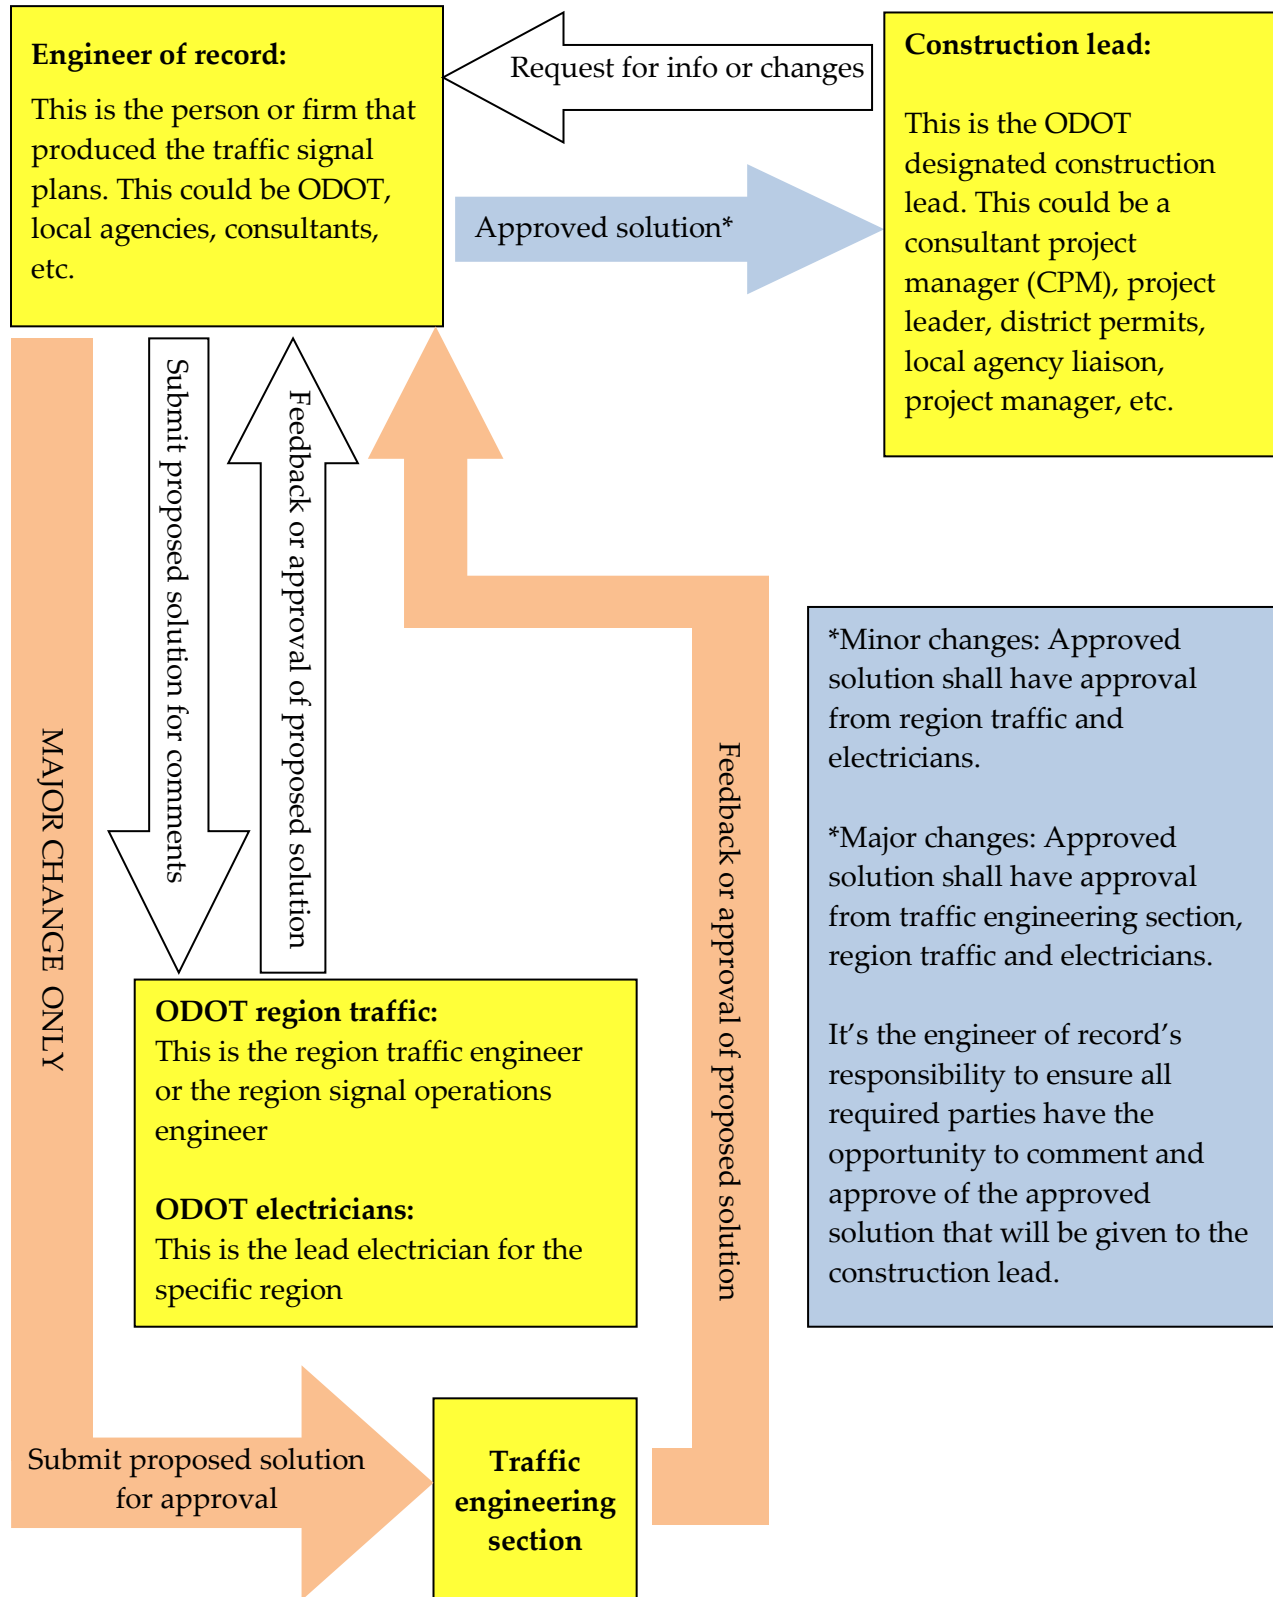 Engineer of record:
This is the person or firm that
produced the traffic signal
plans. This could be ODOT,
local agencies, consultants,
etc.
Request for info or changes
Approved solution*
Construction lead:
This is the ODOT
designated construction
lead. This could be a
consultant project
manager (CPM), project
leader, district permits,
local agency liaison,
project manager, etc.
MAJOR CHANGE ONLY
Submit proposed solution for comments
Feedback or approval of proposed solution
Feedback or approval of proposed solution
*Minor changes: Approved
solution shall have approval
from region traffic and
electricians.
*Major changes: Approved
solution shall have approval
from traffic engineering section,
region traffic and electricians.
It’s the engineer of record’s
responsibility to ensure all
required parties have the
opportunity to comment and
approve of the approved
solution that will be given to the
construction lead.
ODOT region traffic:
This is the region traffic engineer
or the region signal operations
engineer
ODOT electricians:
This is the lead electrician for the
specific region
Submit proposed solution
for approval
Traffic
engineering
section